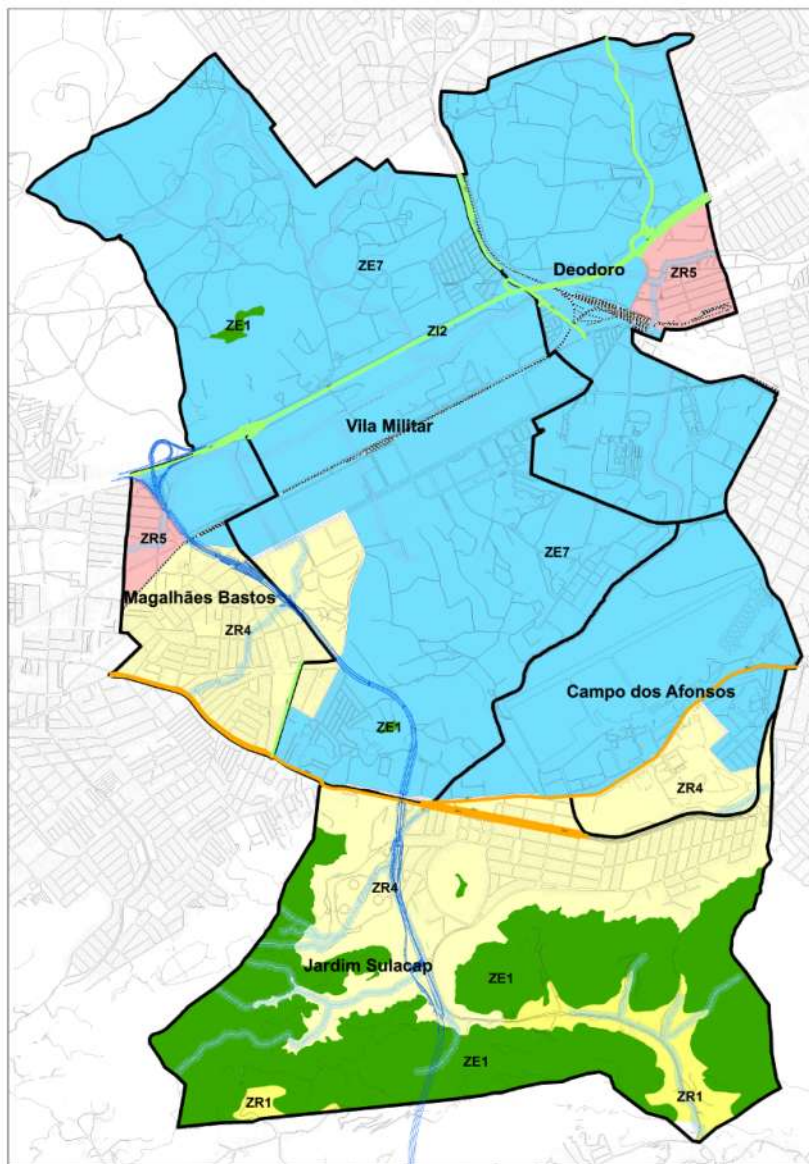 Deodoro
ZR5
ZE7
ZE1
ZI2
Vila Militar
ZR5
ZE7
Magalhães Bastos
ZR4
Campo dos Afonsos
ZE1
ZR4
ZR4
Jardim Sulacap
ZE1
ZE1
ZR1
ZR1